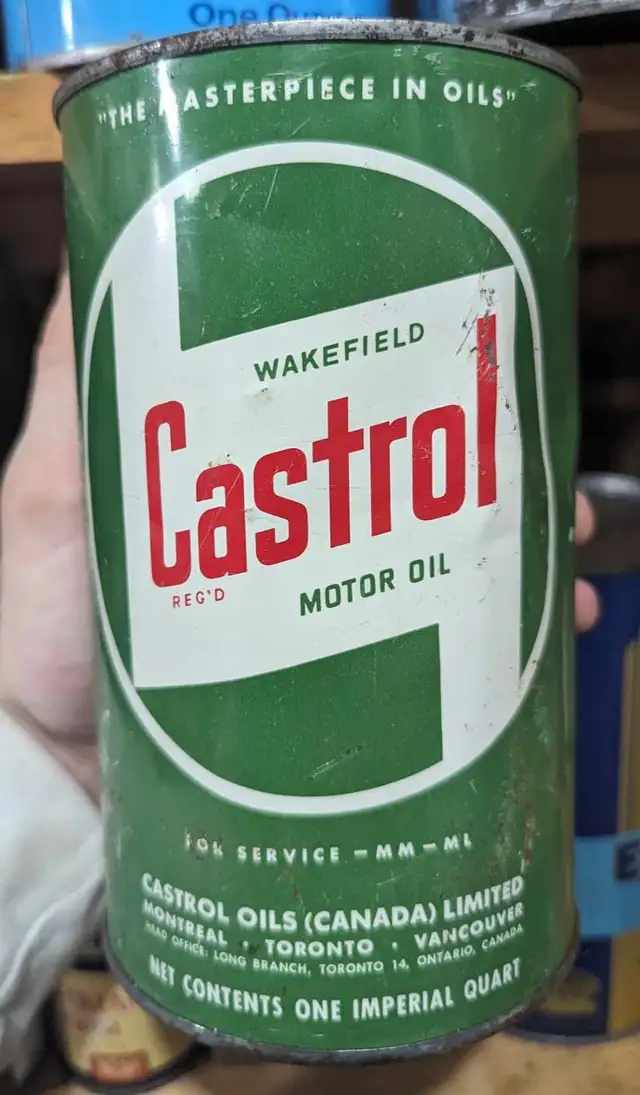 One
"THE MASTERPIECE IN OILS"
WAKEFIELD
Castrol
REG'D
MOTOR OIL
FOR SERVICE – MM – ML
CASTROL OILS (CANADA) LIMITED
MONTREAL · TORONTO · VANCOUVER
HEAD OFFICE: LONG BRANCH, TORONTO 14, ONTARIO, CANADA
NET CONTENTS ONE IMPERIAL QUART